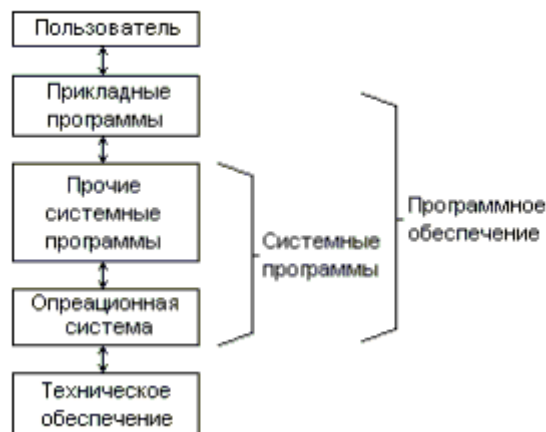 Пользователь
Прикладные
программы
Прочие
системные
программы
Системные
программы
Программное
обеспечение
Опреационная
система
Техническое
обеспечение